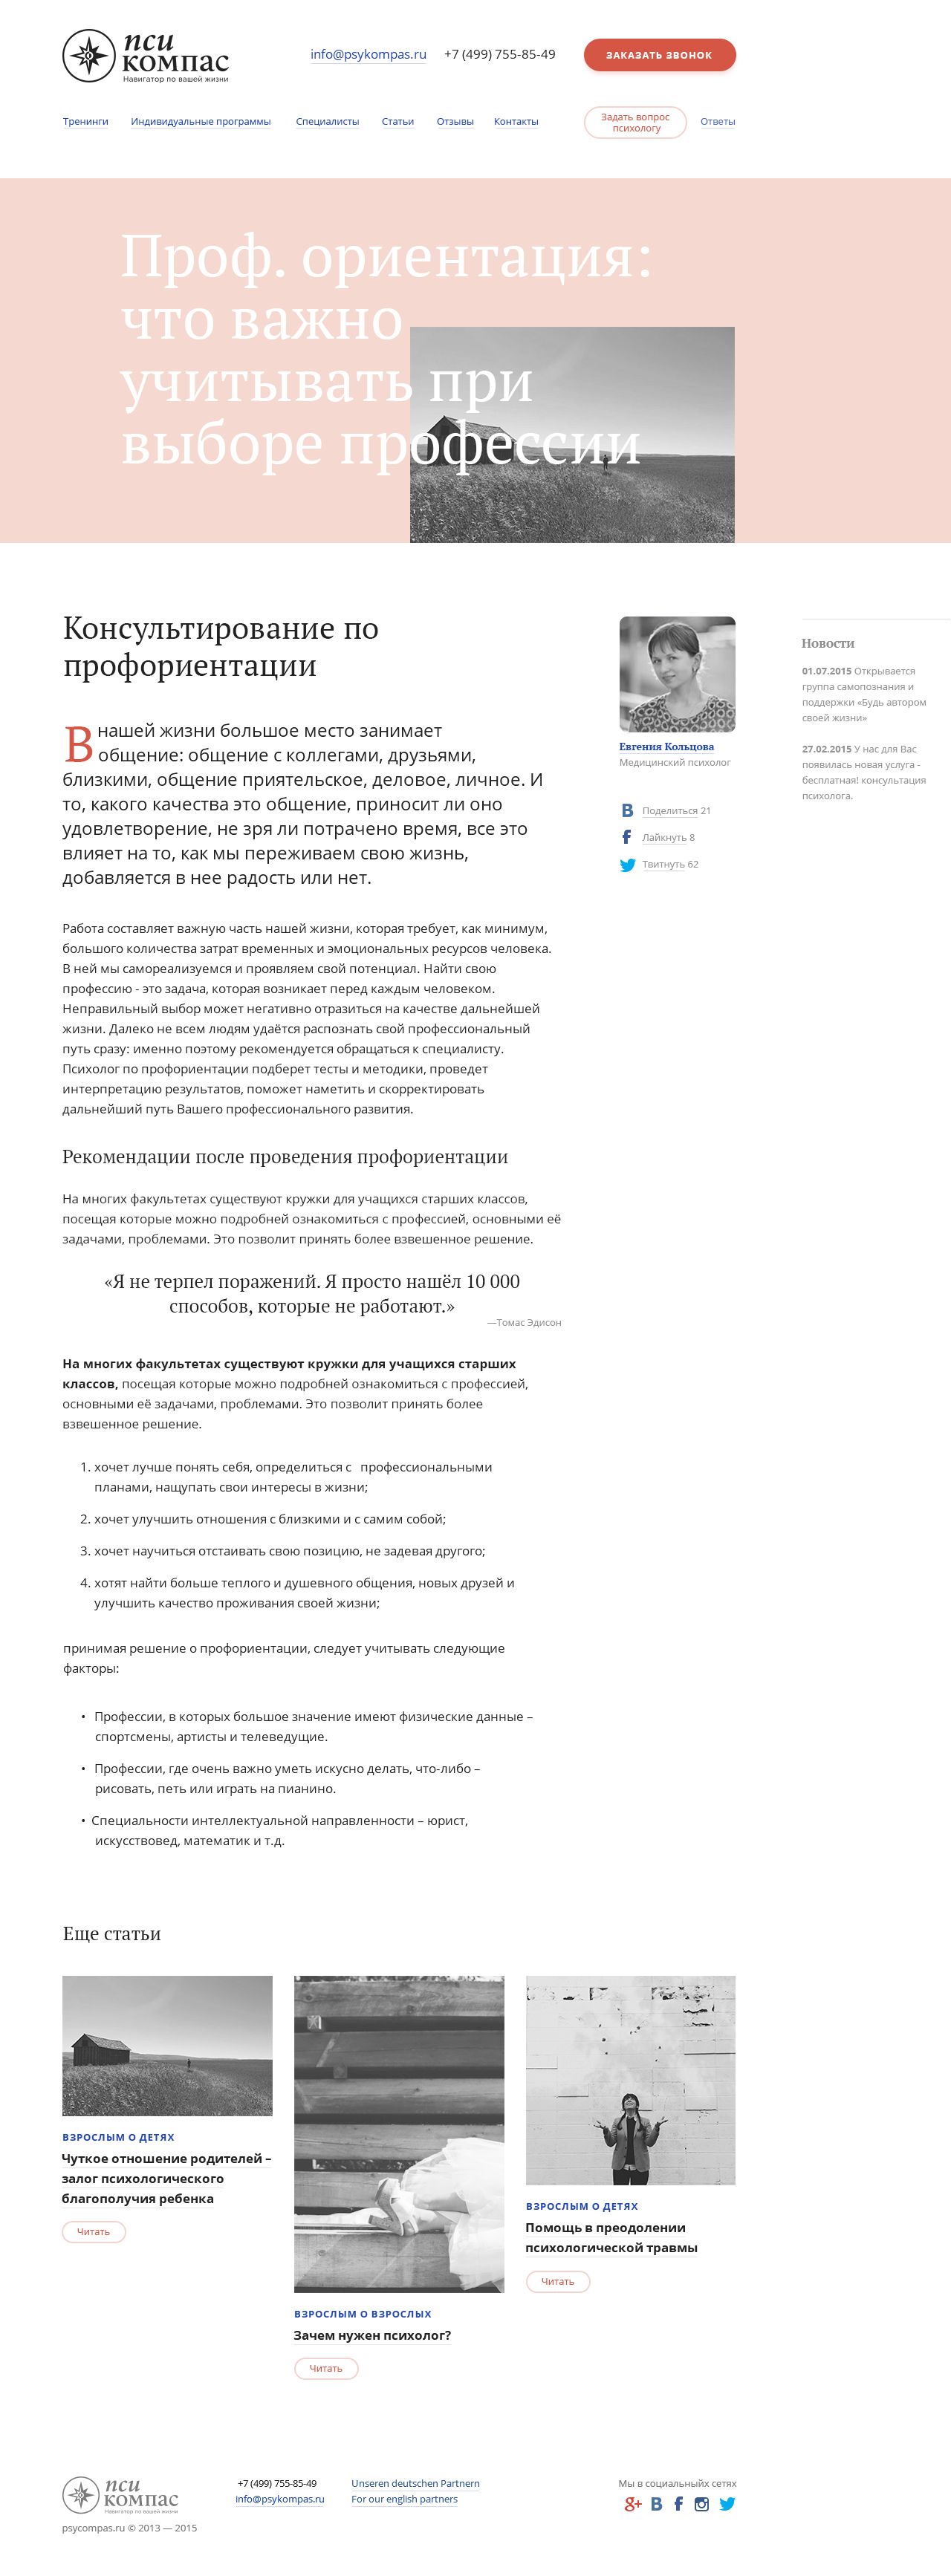 пси
компас
Навигатор по вашей жизни
info@psykompas.ru
+7 (499) 755-85-49
ЗАКАЗАТЬ ЗВОНОК
Тренинги
Индивидуальные программы
Специалисты
Статьи
Отзывы
Контакты
Задать вопрос
психологу
Ответы
Проф. ориентация:
что важно
учитывать при
выборе профессии
Консультирование по
профориентации
В нашей жизни большое место занимает
общение: общение с коллегами, друзьями,
близкими, общение приятельское, деловое, личное. И
то, какого качества это общение, приносит ли оно
удовлетворение, не зря ли потрачено время, все это
влияет на то, как мы переживаем свою жизнь,
добавляется в нее радость или нет.
Работа составляет важную часть нашей жизни, которая требует, как минимум,
большого количества затрат временных и эмоциональных ресурсов человека.
В ней мы самореализуемся и проявляем свой потенциал. Найти свою
профессию - это задача, которая возникает перед каждым человеком.
Неправильный выбор может негативно отразиться на качестве дальнейшей
жизни. Далеко не всем людям удаётся распознать свой профессиональный
путь сразу: именно поэтому рекомендуется обращаться к специалисту.
Психолог по профориентации подберет тесты и методики, проведет
интерпретацию результатов, поможет наметить и скорректировать
дальнейший путь Вашего профессионального развития.
Рекомендации после проведения профориентации
На многих факультетах существуют кружки для учащихся старших классов,
посещая которые можно подробней ознакомиться с профессией, основными её
задачами, проблемами. Это позволит принять более взвешенное решение.
«Я не терпел поражений. Я просто нашёл 10 000
способов, которые не работают.»
—Томас Эдисон
На многих факультетах существуют кружки для учащихся старших
классов, посещая которые можно подробней ознакомиться с профессией,
основными её задачами, проблемами. Это позволит принять более
взвешенное решение.
1. хочет лучше понять себя, определиться с профессиональными
планами, нащупать свои интересы в жизни;
2. хочет улучшить отношения с близкими и с самим собой;
3. хочет научиться отстаивать свою позицию, не задевая другого;
4. хотят найти больше теплого и душевного общения, новых друзей и
улучшить качество проживания своей жизни;
принимая решение о профориентации, следует учитывать следующие
факторы:
• Профессии, в которых большое значение имеют физические данные –
спортсмены, артисты и телеведущие.
• Профессии, где очень важно уметь искусно делать, что-либо –
рисовать, петь или играть на пианино.
• Специальности интеллектуальной направленности – юрист,
искусствовед, математик и т.д.
Евгения Кольцова
Медицинский психолог
Поделиться 21
Лайкнуть 8
Твитнуть 62
Новости
01.07.2015 Открывается
группа самопознания и
поддержки «Будь автором
своей жизни»
27.02.2015 У нас для Вас
появилась новая услуга -
бесплатная! консультация
психолога.
Еще статьи
ВЗРОСЛЫМ О ДЕТЯХ
Чуткое отношение родителей –
залог психологического
благополучия ребенка
Читать
ВЗРОСЛЫМ О ВЗРОСЛЫХ
Зачем нужен психолог?
Читать
ВЗРОСЛЫМ О ДЕТЯХ
Помощь в преодолении
психологической травмы
Читать
пси
компас
Навигатор по вашей жизни
psycompas.ru © 2013 — 2015
+7 (499) 755-85-49
info@psykompas.ru
Unseren deutschen Partnern
For our english partners
Мы в социальныйх сетях